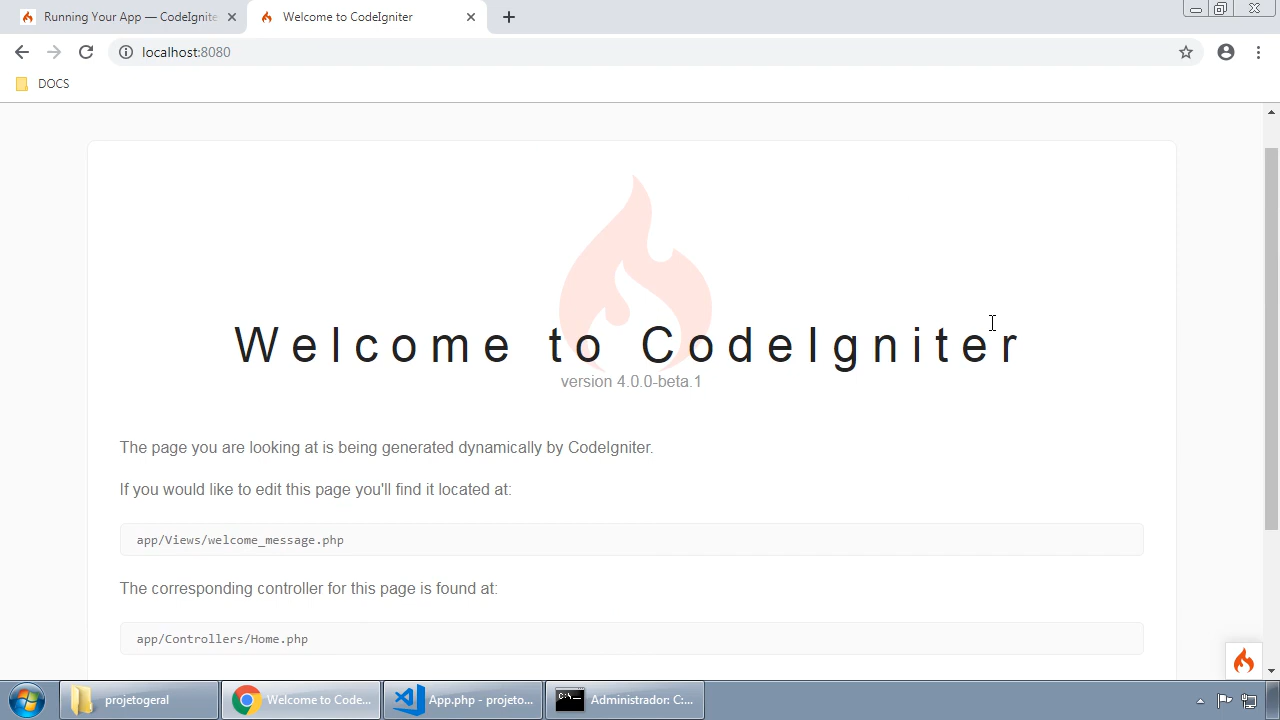 Running Your App — CodeIgnite
Welcome to CodeIgniter
localhost:8080
DOCS
Welcome to CodeIgniter
version 4.0.0-beta.1
The page you are looking at is being generated dynamically by CodeIgniter.
If you would like to edit this page you'll find it located at:
app/Views/welcome_message.php
The corresponding controller for this page is found at:
app/Controllers/Home.php
projetogeral
Welcome to Code...
App.php - projeto...
Administrador: C:...